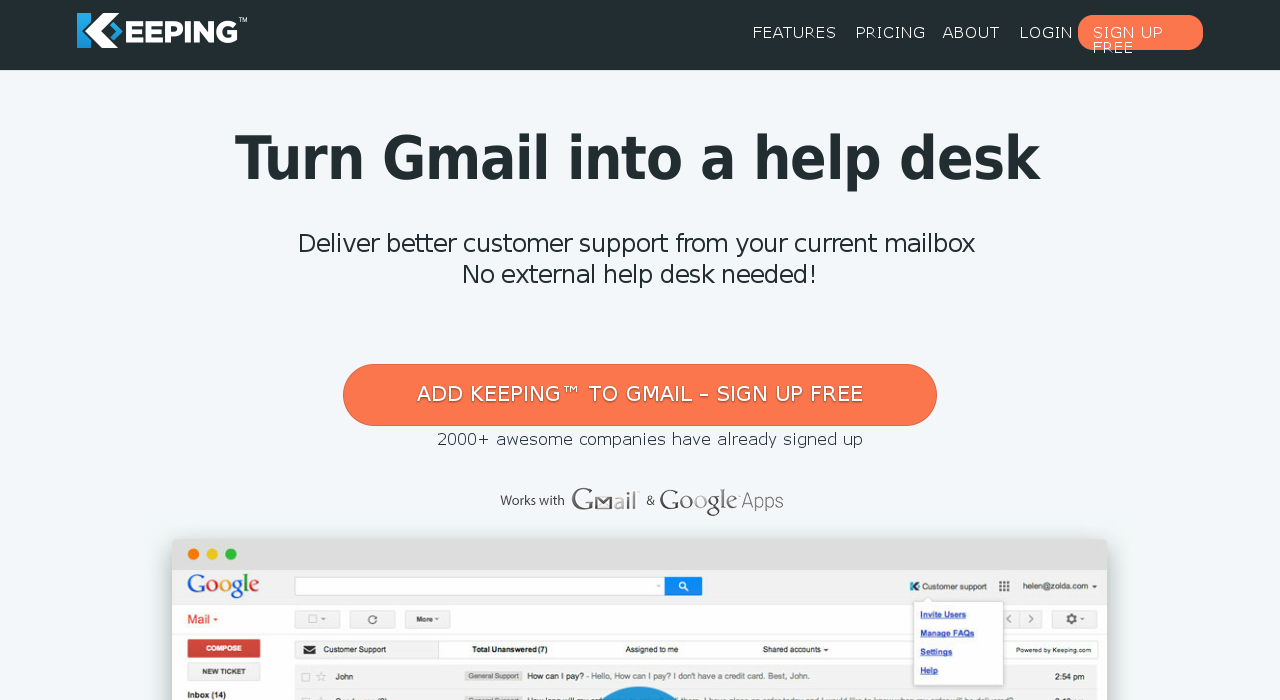 KEEPING™
FEATURES PRICING ABOUT LOGIN SIGN UP FREE
Turn Gmail into a help desk
Deliver better customer support from your current mailbox
No external help desk needed!
ADD KEEPING™ TO GMAIL – SIGN UP FREE
2000+ awesome companies have already signed up
Works with Gmail & Google Apps
Google
Customer support
helen@zolda.com
Mail
More
Invite Users
Manage FAQs
Settings
Help
COMPOSE
Customer Support
Total Unanswered (7)
Assigned to me
Shared accounts
Powered by Keeping.com
NEW TICKET
John
General Support
How can I pay? - Hello, How can I pay? I don't have a credit card. Best, John.
2:54 pm
Inbox (14)